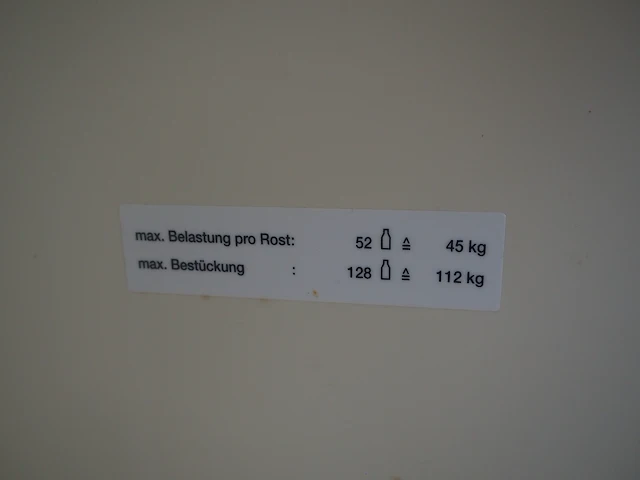 max. Belastung pro Rost: 52 ≙ 45 kg
max. Bestückung : 128 ≙ 112 kg